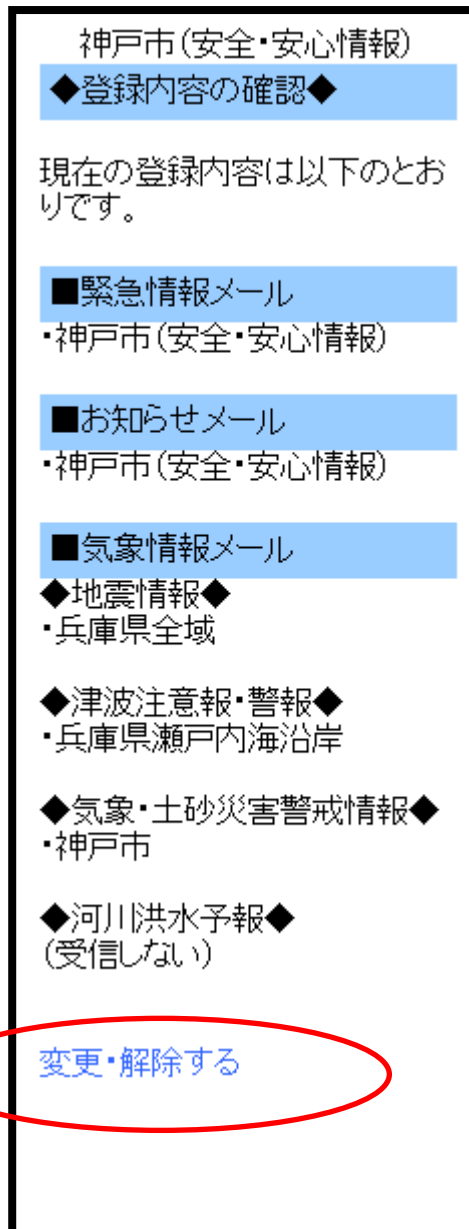 神戸市(安全・安心情報)
◆登録内容の確認◆
現在の登録内容は以下のとお
りです。
■緊急情報メール
・神戸市(安全・安心情報)
■お知らせメール
・神戸市(安全・安心情報)
■気象情報メール
◆地震情報◆
・兵庫県全域
◆津波注意報・警報◆
・兵庫県瀬戸内海沿岸
◆気象・土砂災害警戒情報◆
・神戸市
◆河川洪水予報◆
(受信しない)
変更・解除する